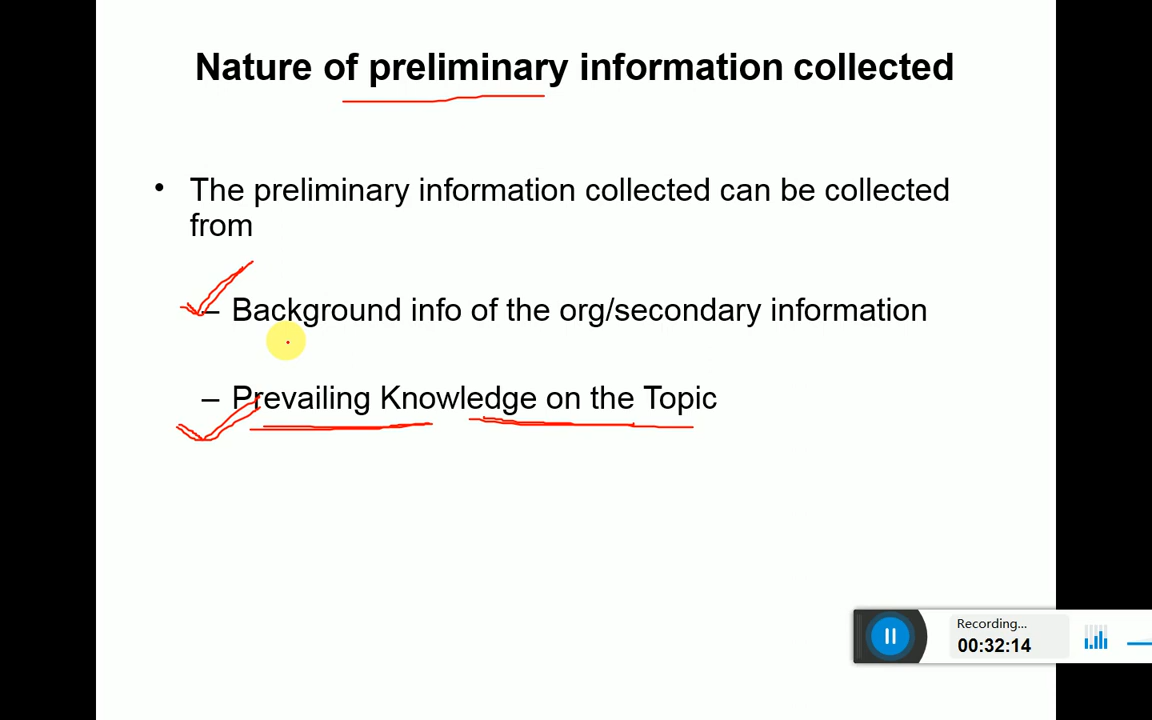 Nature of preliminary information collected
• The preliminary information collected can be collected
from
– Background info of the org/secondary information
– Prevailing Knowledge on the Topic
Recording...
00:32:14